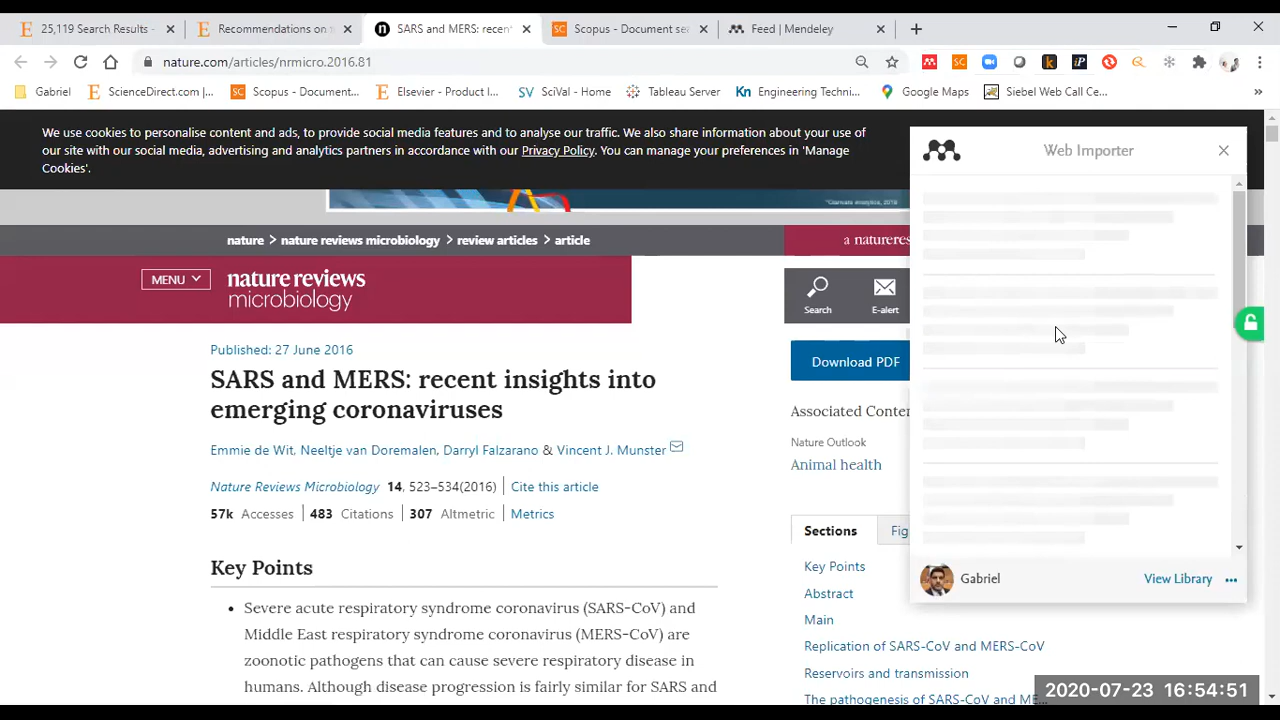 25,119 Search Results -
Recommendations on t
SARS and MERS: recent
Scopus - Document sea
Feed | Mendeley
nature.com/articles/nrmicro.2016.81
Gabriel
ScienceDirect.com |...
Scopus - Document...
Elsevier - Product I...
SciVal - Home
Tableau Server
Engineering Techni...
Google Maps
Siebel Web Call Ce...
We use cookies to personalise content and ads, to provide social media features and to analyse our traffic. We also share information about your use of
our site with our social media, advertising and analytics partners in accordance with our Privacy Policy. You can manage your preferences in 'Manage
Cookies'.
Web Importer
nature > nature reviews microbiology > review articles > article
a natureres
MENU
nature reviews
microbiology
Search
E-alert
Published: 27 June 2016
Download PDF
SARS and MERS: recent insights into
emerging coronaviruses
Associated Conten
Nature Outlook
Animal health
Emmie de Wit, Neeltje van Doremalen, Darryl Falzarano & Vincent J. Munster
Nature Reviews Microbiology 14, 523–534(2016) | Cite this article
57k Accesses | 483 Citations | 307 Altmetric | Metrics
Sections
Fig
Key Points
Key Points
Abstract
Main
Replication of SARS-CoV and MERS-CoV
Reservoirs and transmission
The pathogenesis of SARS-CoV and ME...
Severe acute respiratory syndrome coronavirus (SARS-CoV) and
Middle East respiratory syndrome coronavirus (MERS-CoV) are
zoonotic pathogens that can cause severe respiratory disease in
humans. Although disease progression is fairly similar for SARS and
Gabriel
View Library
2020-07-23 16:54:51